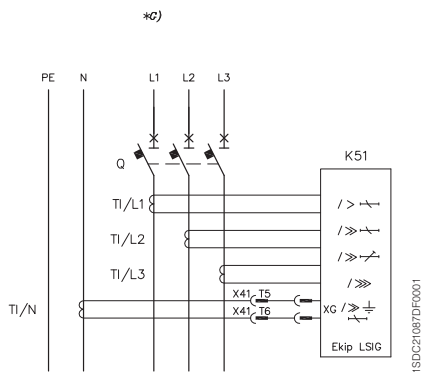 *G)
PE N L1 L2 L3
K51
Q
TI/L1
/>
TI/L2
/≫
/≫
TI/L3
/⋙
X41 T5
TI/N
XG /≫
X41 T6
Ekip LSIG
1SDC21087DF0001